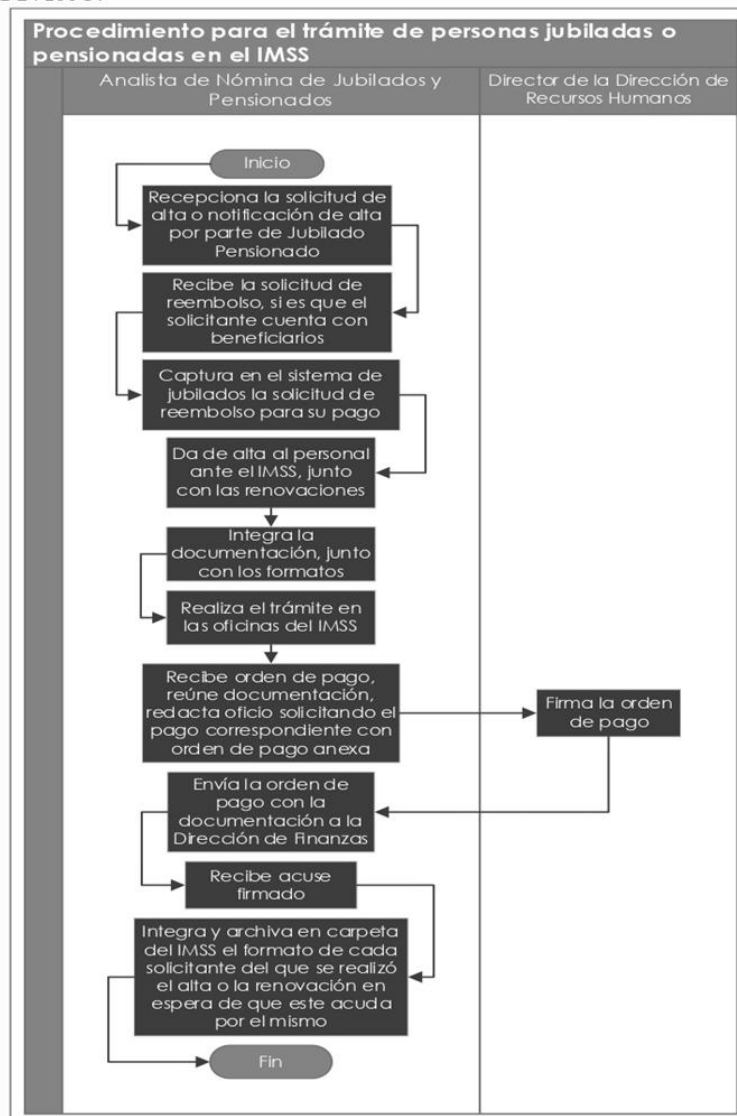 Procedimiento para el trámite de personas jubiladas o
pensionadas en el IMSS
Analista de Nómina de Jubilados y
Pensionados
Director de la Dirección de
Recursos Humanos
Inicio
Recepciona la solicitud de
alta o notificación de alta
por parte de Jubilado
Pensionado
Recibe la solicitud de
reembolso, si es que el
solicitante cuenta con
beneficiarios
Captura en el sistema de
jubilados la solicitud de
reembolso para su pago
Da de alta al personal
ante el IMSS, junto
con las renovaciones
Integra la
documentación, junto
con los formatos
Realiza el trámite en
las oficinas del IMSS
Recibe orden de pago,
reúne documentación,
redacta oficio solicitando el
pago correspondiente con
orden de pago anexa
Firma la orden
de pago
Envía la orden de
pago con la
documentación a la
Dirección de Finanzas
Recibe acuse
firmado
Integra y archiva en carpeta
del IMSS el formato de cada
solicitante del que se realizó
el alta o la renovación en
espera de que este acuda
por el mismo
Fin